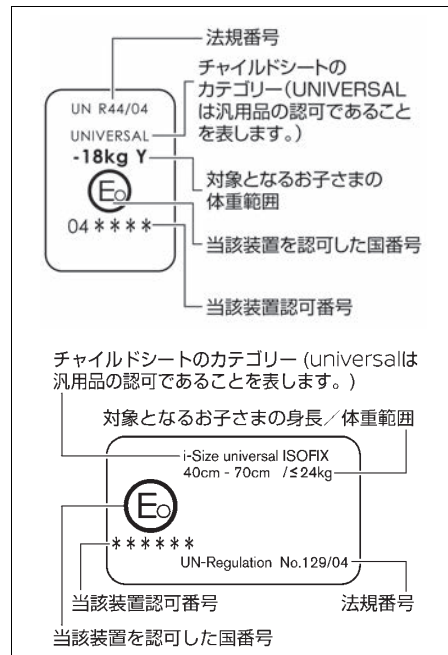 法規番号
チャイルドシートの
カテゴリー（UNIVERSAL
は汎用品の認可であること
を表します。）
UN R44/04
UNIVERSAL
-18kg Y
対象となるお子さまの
体重範囲
E0
04＊＊＊＊
当該装置を認可した国番号
当該装置認可番号
チャイルドシートのカテゴリー (universalは
汎用品の認可であることを表します。)
対象となるお子さまの身長／体重範囲
i-Size universal ISOFIX
40cm - 70cm /≤24kg
E0
＊＊＊＊＊＊
UN-Regulation No.129/04
当該装置認可番号
法規番号
当該装置を認可した国番号